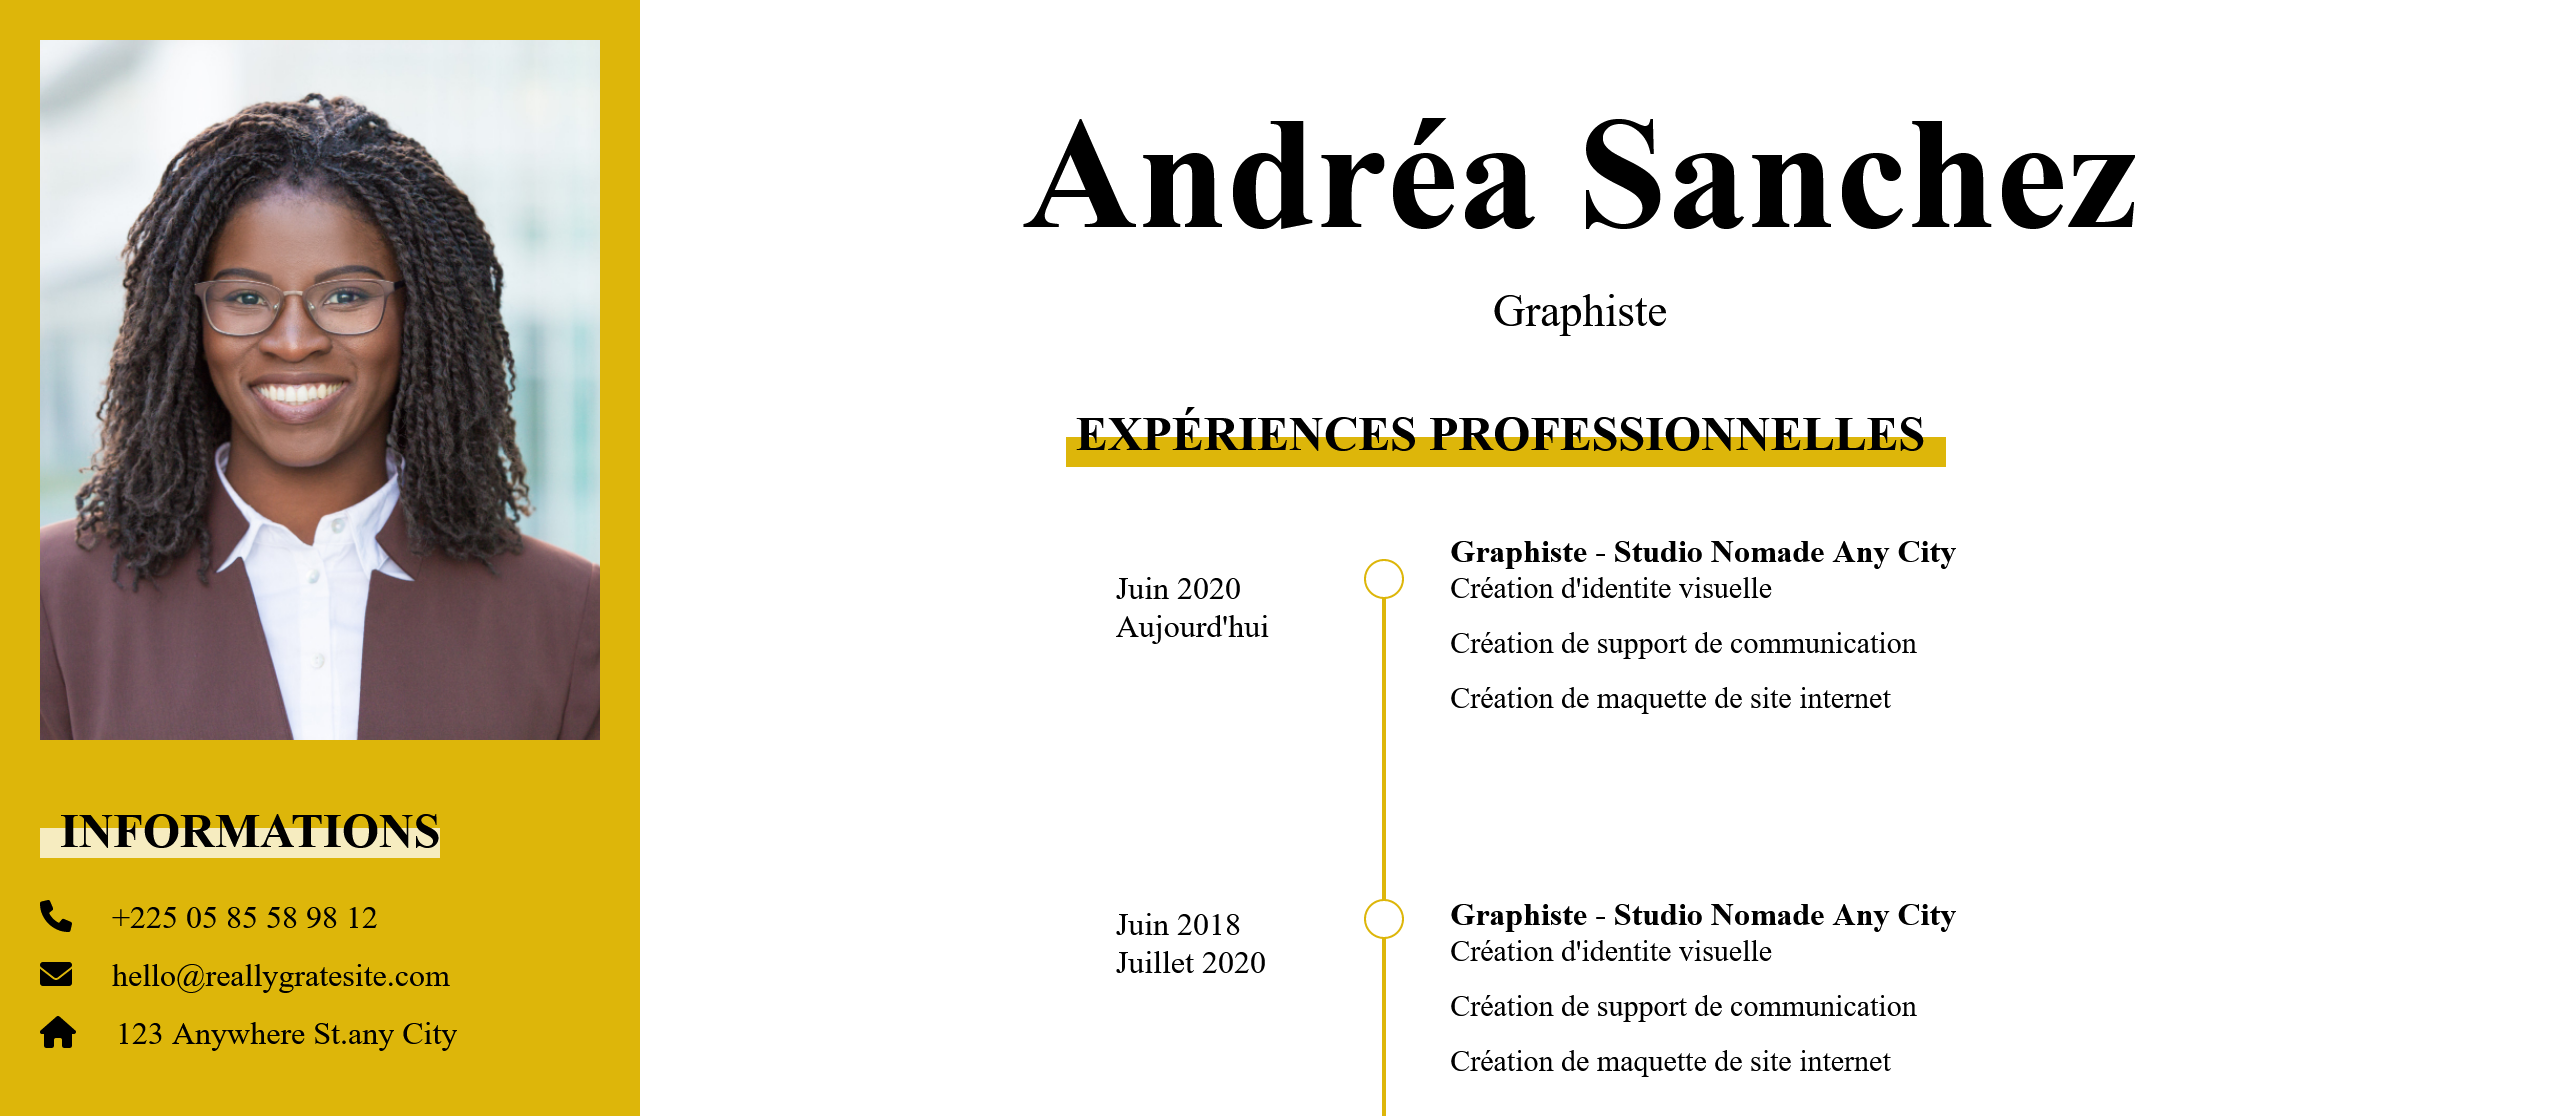 Andréa Sanchez
Graphiste
EXPÉRIENCES PROFESSIONNELLES
Juin 2020
Aujourd'hui
Graphiste - Studio Nomade Any City
Création d'identite visuelle
Création de support de communication
Création de maquette de site internet
Juin 2018
Juillet 2020
Graphiste - Studio Nomade Any City
Création d'identite visuelle
Création de support de communication
Création de maquette de site internet
INFORMATIONS
+225 05 85 58 98 12
hello@reallygratesite.com
123 Anywhere St.any City